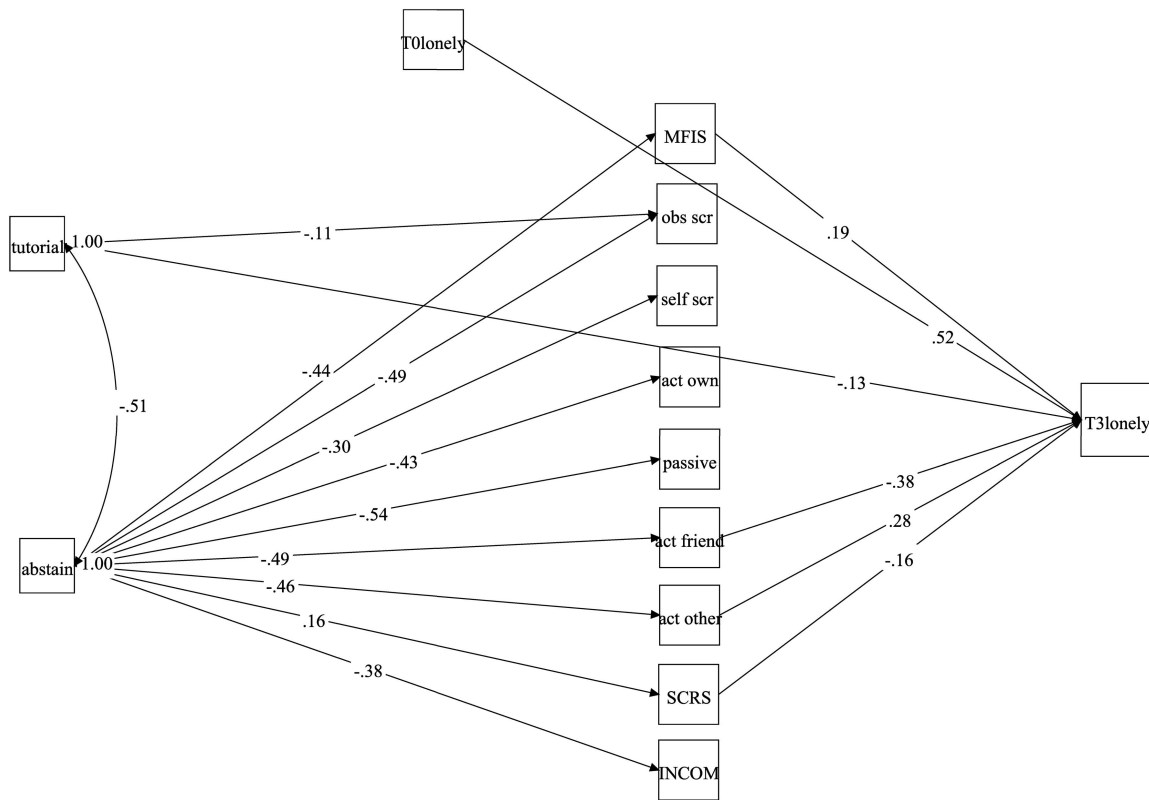 T0lonely
MFIS
obs scr
tutorial
1.00
-.11
.19
self scr
.52
-.44
-.49
act own
-.13
-.51
T3lonely
-.30
-.43
passive
-.38
-.54
.28
act friend
-.49
-.16
abstain
1.00
-.46
act other
.16
-.38
SCRS
INCOM